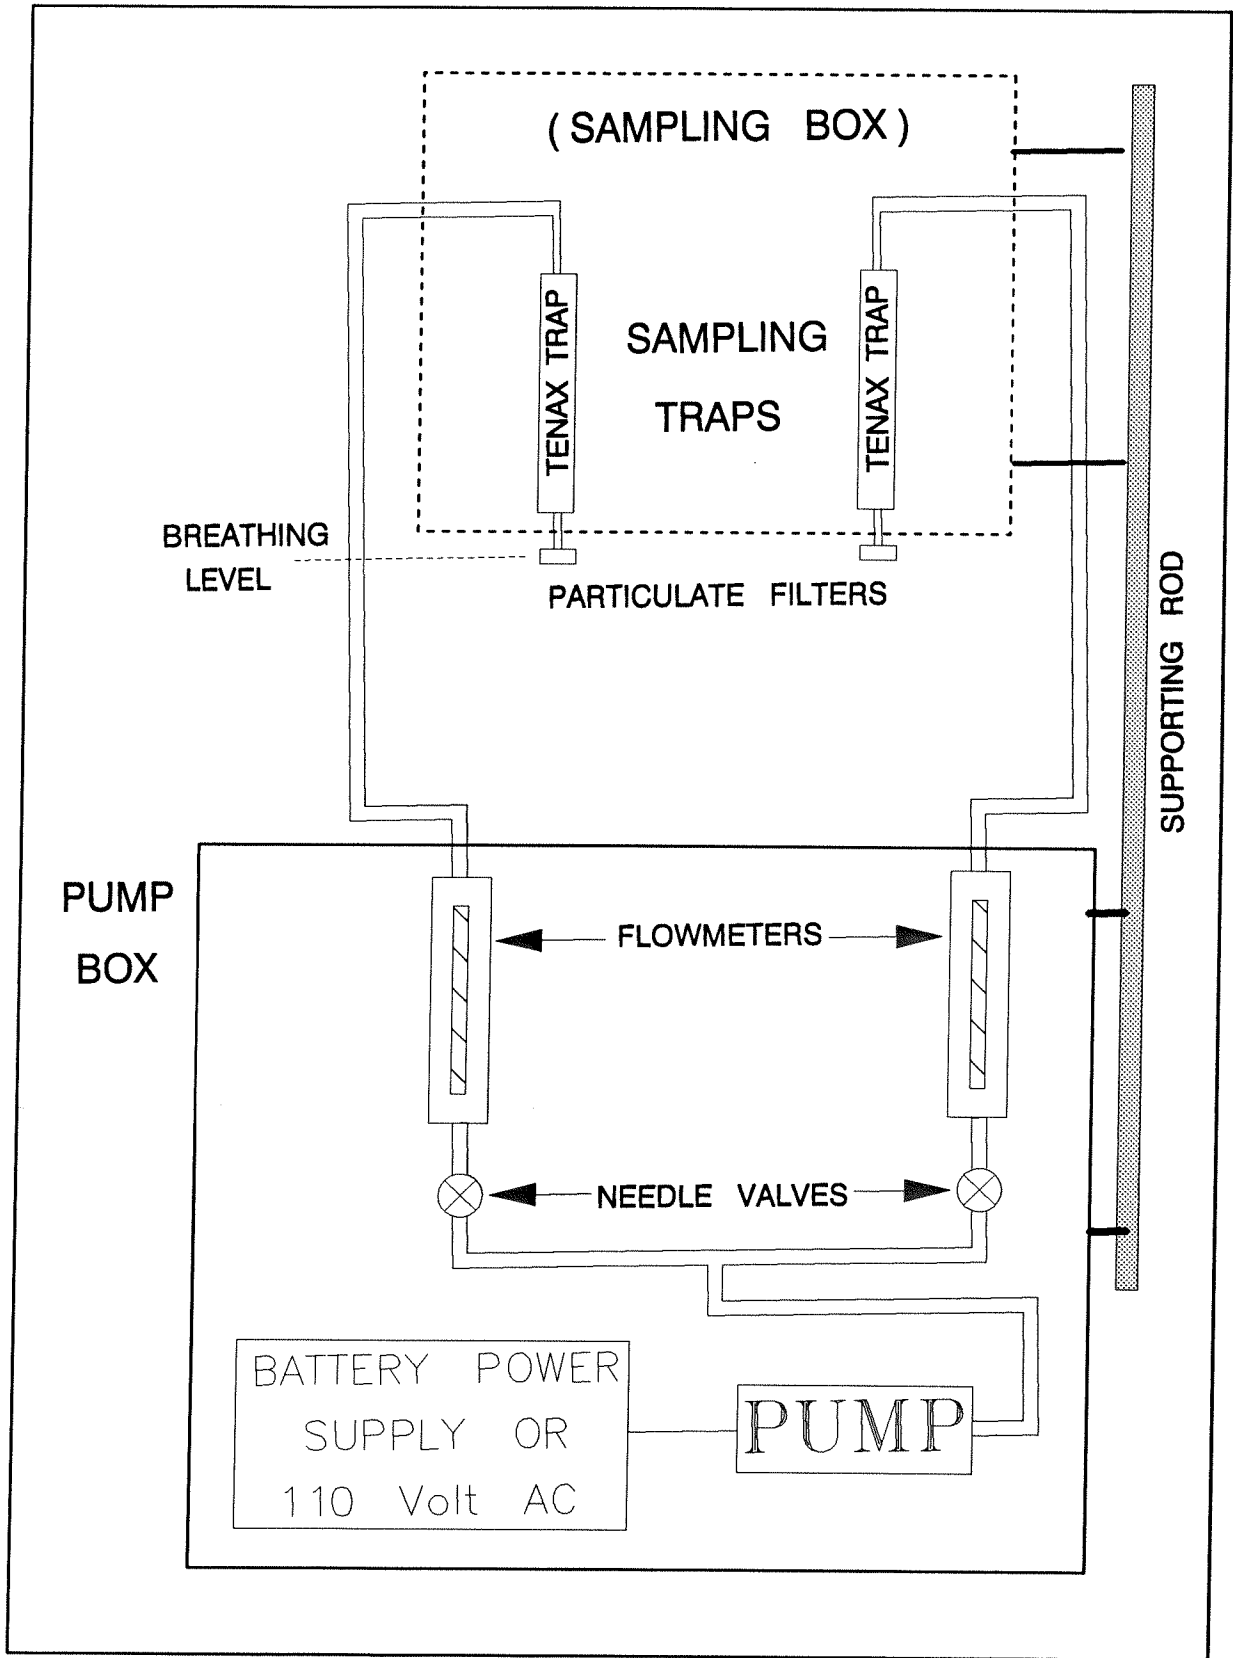 ( SAMPLING BOX )
TENAX TRAP
SAMPLING
TRAPS
TENAX TRAP
BREATHING
LEVEL
PARTICULATE FILTERS
SUPPORTING ROD
PUMP
BOX
FLOWMETERS
NEEDLE VALVES
BATTERY POWER
SUPPLY OR
110 Volt AC
PUMP